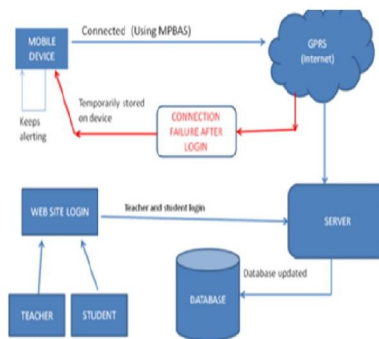 MOBILE
DEVICE
Connected (Using MPBAS)
GPRS
(Internet)
Keeps
alerting
Temporarily stored
on device
CONNECTION
FAILURE AFTER
LOGIN
WEB SITE LOGIN
Teacher and student login
SERVER
DATABASE
Database updated
TEACHER
STUDENT